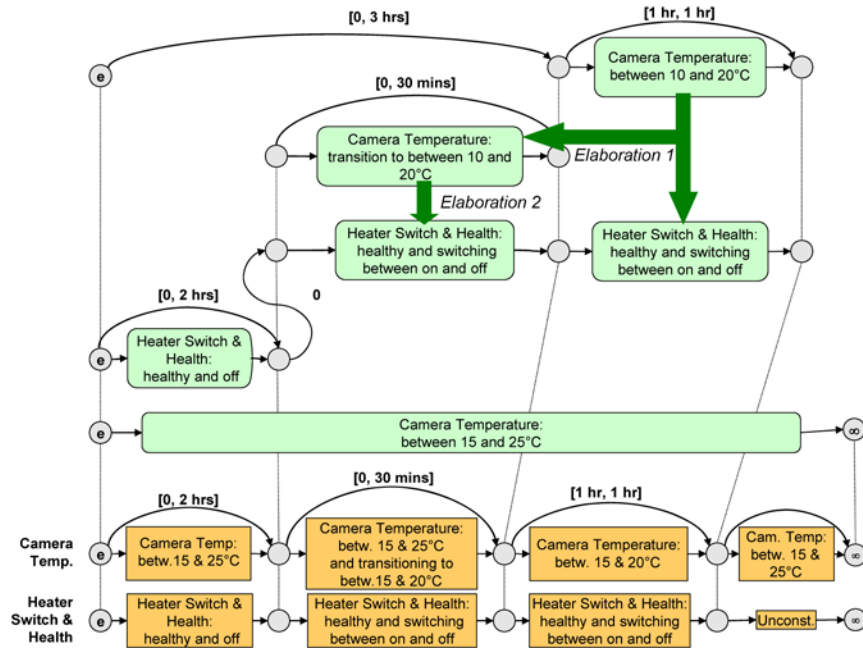 [0, 3 hrs]
[1 hr, 1 hr]
e
Camera Temperature:
between 10 and 20°C
[0, 30 mins]
Camera Temperature:
transition to between 10 and
20°C
Elaboration 1
Elaboration 2
Heater Switch & Health:
healthy and switching
between on and off
Heater Switch & Health:
healthy and switching
between on and off
[0, 2 hrs]
0
e
Heater Switch &
Health:
healthy and off
e
Camera Temperature:
between 15 and 25°C
∞
[0, 2 hrs]
[0, 30 mins]
[1 hr, 1 hr]
Camera
Temp.
e
Camera Temp:
betw.15 & 25°C
Camera Temperature:
betw. 15 & 25°C
and transitioning to
betw.15 & 20°C
Camera Temperature:
betw. 15 & 20°C
Cam. Temp:
betw. 15 &
25°C
∞
Heater
Switch &
Health
e
Heater Switch &
Health:
healthy and off
Heater Switch & Health:
healthy and switching
between on and off
Heater Switch & Health:
healthy and switching
between on and off
Unconst.
∞